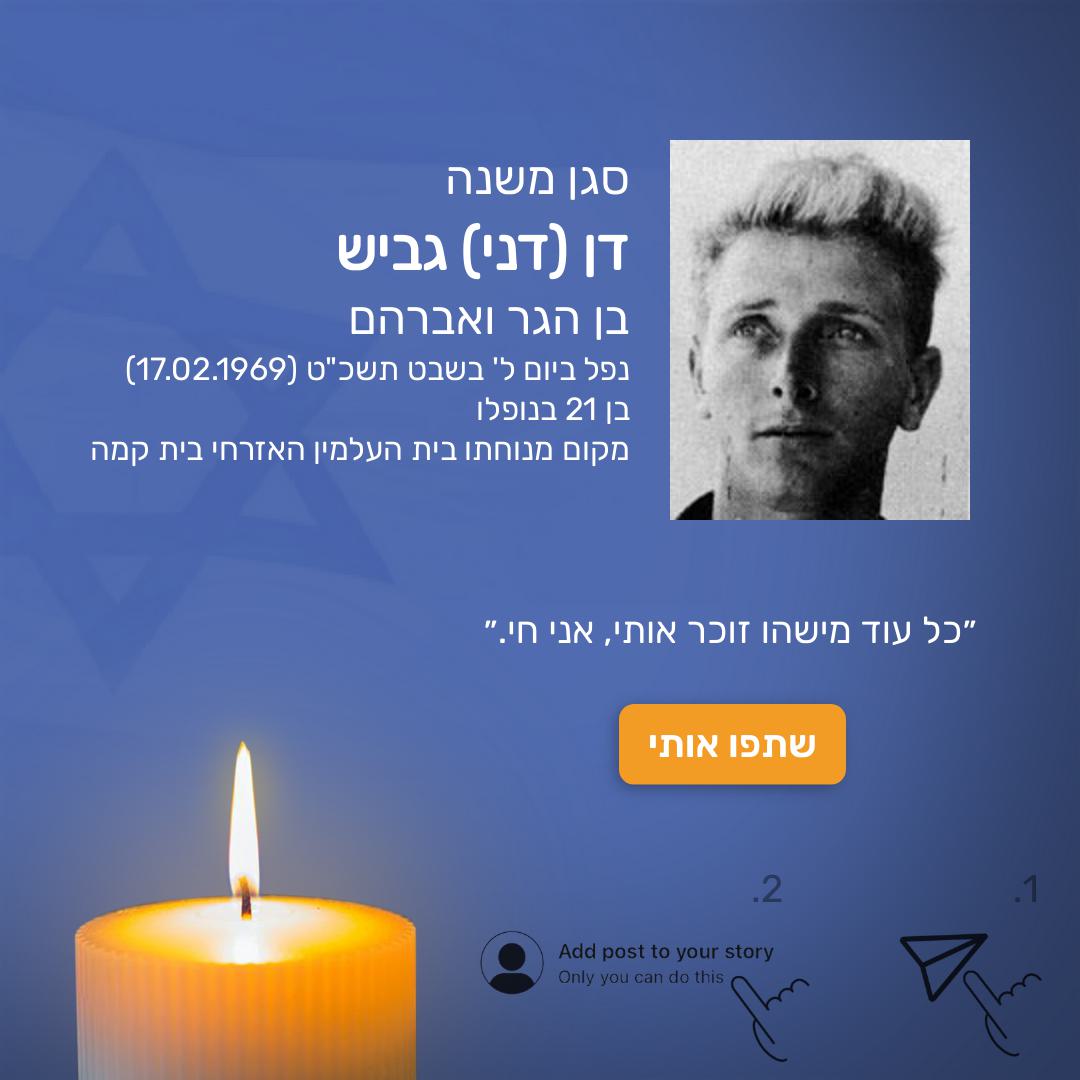 סגן משנה
דן (דני) גביש
בן הגר ואברהם
נפל ביום ל' בשבט תשכ"ט (17.02.1969)
בן 21 בנופלו
מקום מנוחתו בית העלמין האזרחי בית קמה
״כל עוד מישהו זוכר אותי, אני חי.״
שתפו אותי
.1
.2
Add post to your story
Only you can do this